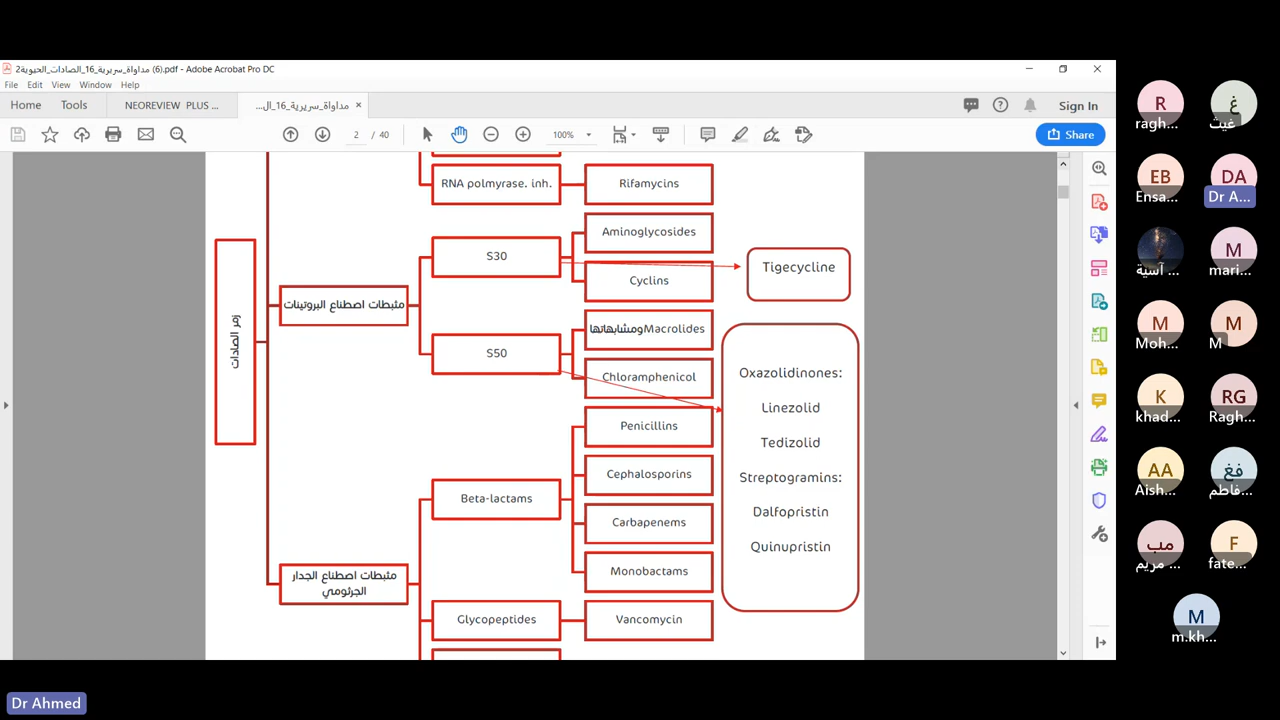 مداواة_سريرية_16_الصادات_الحيوية2 (6).pdf - Adobe Acrobat Pro DC
File Edit View Window Help
Home Tools
NEOREVIEW PLUS ...
مداواة_سريرية_16_ال...
Sign In
2 / 40
100%
Share
RNA polmyrase. inh.
Rifamycins
Aminoglycosides
S30
Tigecycline
Cyclins
مثبطات اصطناع البروتينات
زمر الصادات
Macrolidesومشابهاتها
S50
Chloramphenicol
Oxazolidinones:
Linezolid
Tedizolid
Streptogramins:
Dalfopristin
Quinupristin
Penicillins
Cephalosporins
Beta-lactams
Carbapenems
Monobactams
مثبطات اصطناع الجدار
الجرثومي
Glycopeptides
Vancomycin
R
ragh...
غ
غيث
EB
Ensa...
DA
Dr A...
آسية ...
M
mari...
M
Moh...
M
M
K
khad...
RG
Ragh...
AA
Aish...
فغ
فاطم...
مب
مريم ...
F
fate...
M
m.kh...
Dr Ahmed